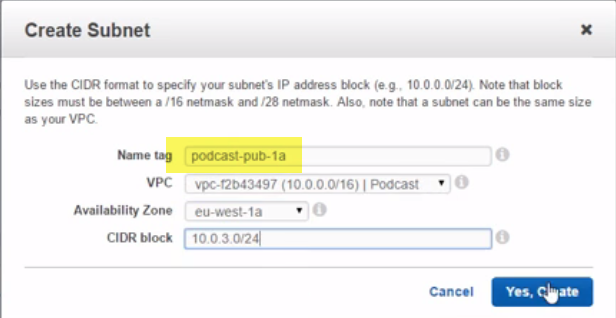 Create Subnet
Use the CIDR format to specify your subnet's IP address block (e.g., 10.0.0.0/24). Note that block
sizes must be between a /16 netmask and /28 netmask. Also, note that a subnet can be the same size
as your VPC.
Name tag podcast-pub-1a
VPC vpc-f2b43497 (10.0.0.0/16) | Podcast
Availability Zone eu-west-1a
CIDR block 10.0.3.0/24
Cancel Yes, Create